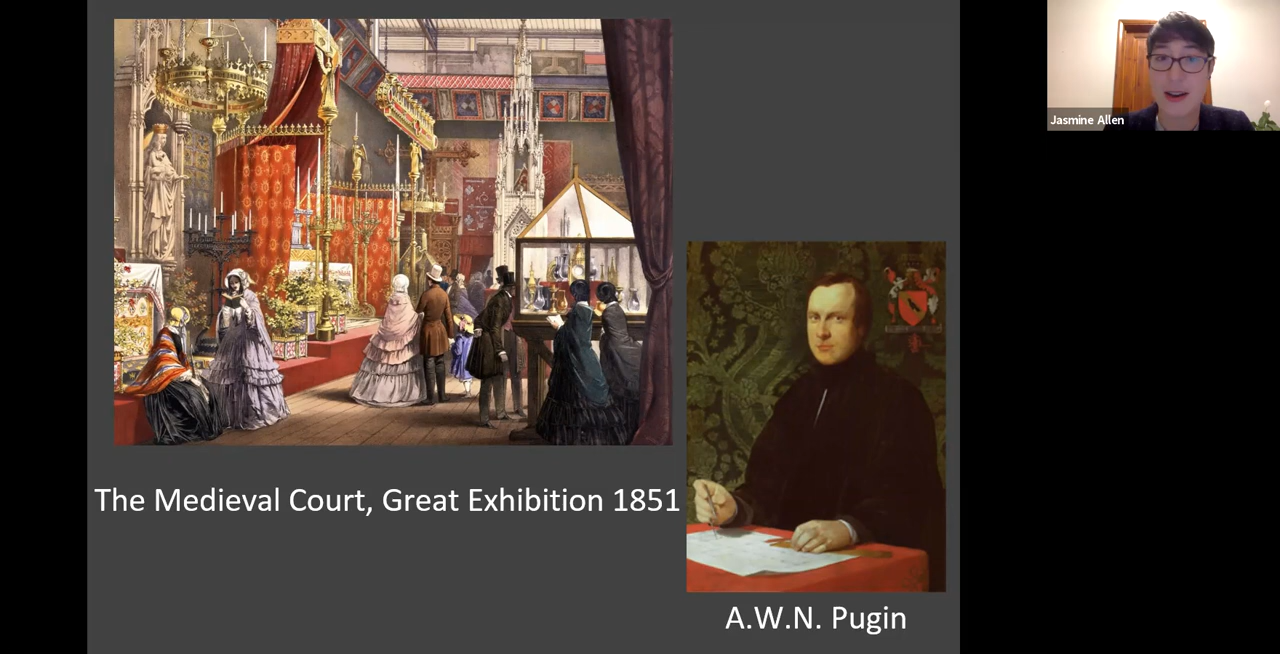 Jasmine Allen
The Medieval Court, Great Exhibition 1851
A.W.N. Pugin